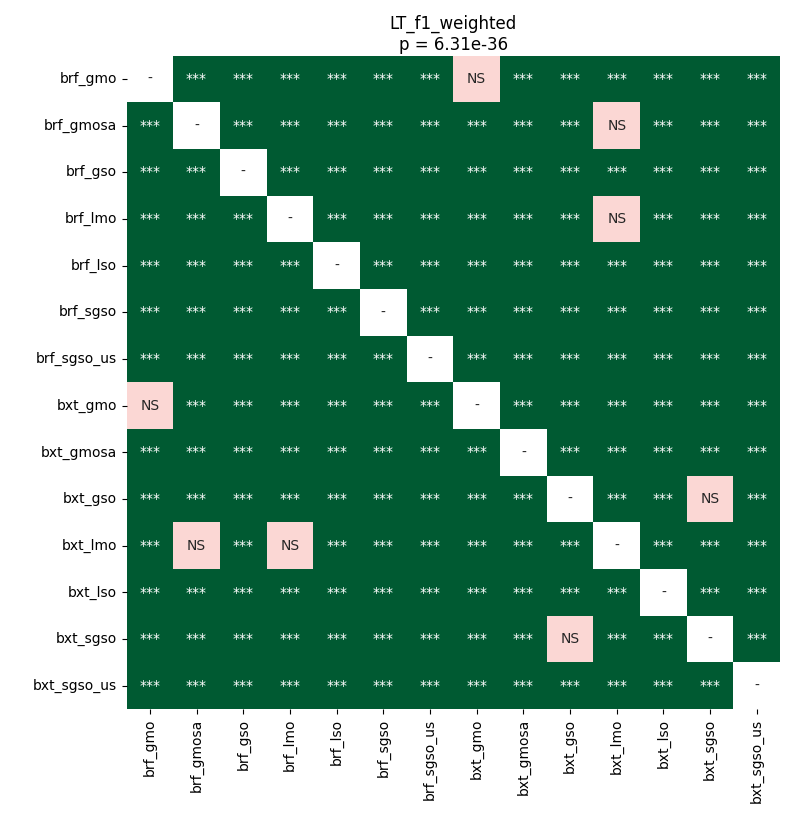 LT_f1_weighted
p = 6.31e-36
brf_gmo - *** *** *** *** *** *** NS *** *** *** *** *** ***
brf_gmosa *** - *** *** *** *** *** *** *** *** NS *** *** ***
brf_gso *** *** - *** *** *** *** *** *** *** *** *** *** ***
brf_lmo *** *** *** - *** *** *** *** *** *** NS *** *** ***
brf_lso *** *** *** *** - *** *** *** *** *** *** *** *** ***
brf_sgso *** *** *** *** *** - *** *** *** *** *** *** *** ***
brf_sgso_us *** *** *** *** *** *** - *** *** *** *** *** *** ***
bxt_gmo NS *** *** *** *** *** *** - *** *** *** *** *** ***
bxt_gmosa *** *** *** *** *** *** *** *** - *** *** *** *** ***
bxt_gso *** *** *** *** *** *** *** *** *** - *** *** NS ***
bxt_lmo *** NS *** NS *** *** *** *** *** *** - *** *** ***
bxt_lso *** *** *** *** *** *** *** *** *** *** *** - *** ***
bxt_sgso *** *** *** *** *** *** *** *** *** NS *** *** - ***
bxt_sgso_us *** *** *** *** *** *** *** *** *** *** *** *** *** -
brf_gmo brf_gmosa brf_gso brf_lmo brf_lso brf_sgso brf_sgso_us bxt_gmo bxt_gmosa bxt_gso bxt_lmo bxt_lso bxt_sgso bxt_sgso_us